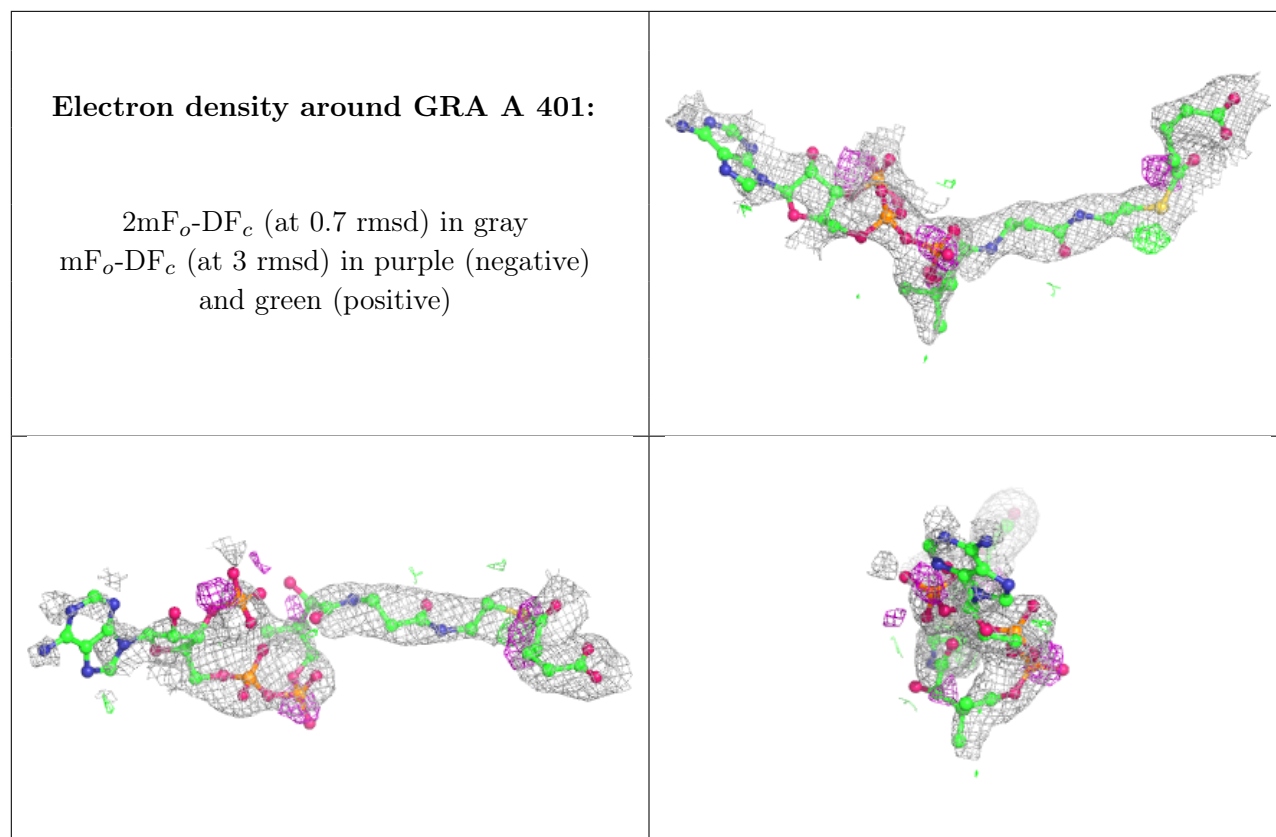 Electron density around GRA A 401:
2mFo-DFc (at 0.7 rmsd) in gray
mFo-DFc (at 3 rmsd) in purple (negative)
and green (positive)